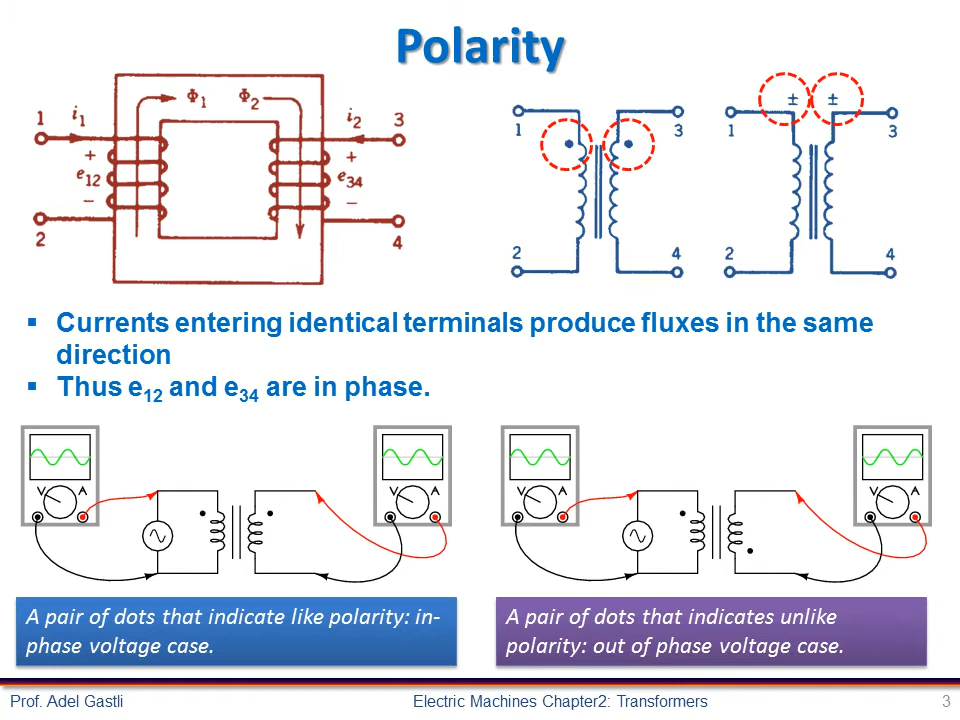 Polarity
1 i1 Φ1 Φ2 i2 3
+ e12 − + e34 −
2 4
1 3
2 4
± ±
1 3
2 4
▪ Currents entering identical terminals produce fluxes in the same
direction
▪ Thus e12 and e34 are in phase.
V A V A V A V A
A pair of dots that indicate like polarity: in-
phase voltage case.
A pair of dots that indicates unlike
polarity: out of phase voltage case.
Prof. Adel Gastli Electric Machines Chapter2: Transformers 3